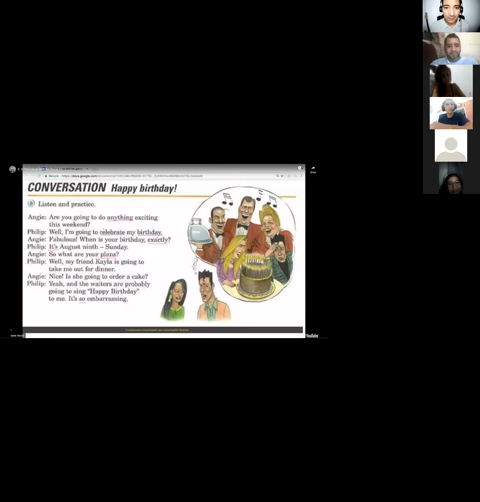 CONVERSATION Happy birthday!
Listen and practice.
Angie: Are you going to do anything exciting
this weekend?
Philip: Well, I'm going to celebrate my birthday.
Angie: Fabulous! When is your birthday, exactly?
Philip: It's August ninth – Sunday.
Angie: So what are your plans?
Philip: Well, my friend Kayla is going to
take me out for dinner.
Angie: Nice! Is she going to order a cake?
Philip: Yeah, and the waiters are probably
going to sing "Happy Birthday"
to me. It's so embarrassing.
YouTube